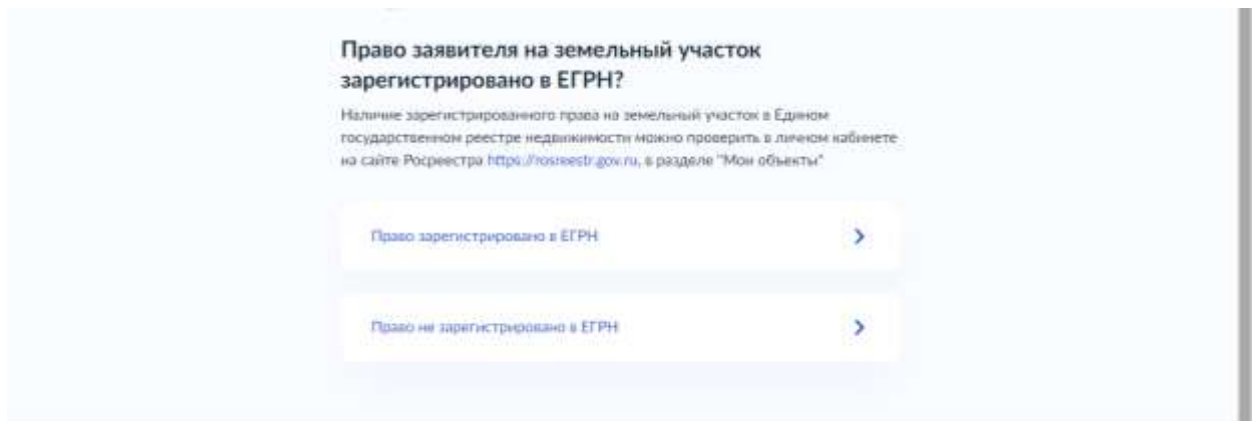 Право заявителя на земельный участок
зарегистрировано в ЕГРН?
Наличие зарегистрированного права на земельный участок в Едином
государственном реестре недвижимости можно проверить в личном кабинете
на сайте Росреестра https://rosreestr.gov.ru, в разделе "Мои объекты"
Право зарегистрировано в ЕГРН
Право не зарегистрировано в ЕГРН